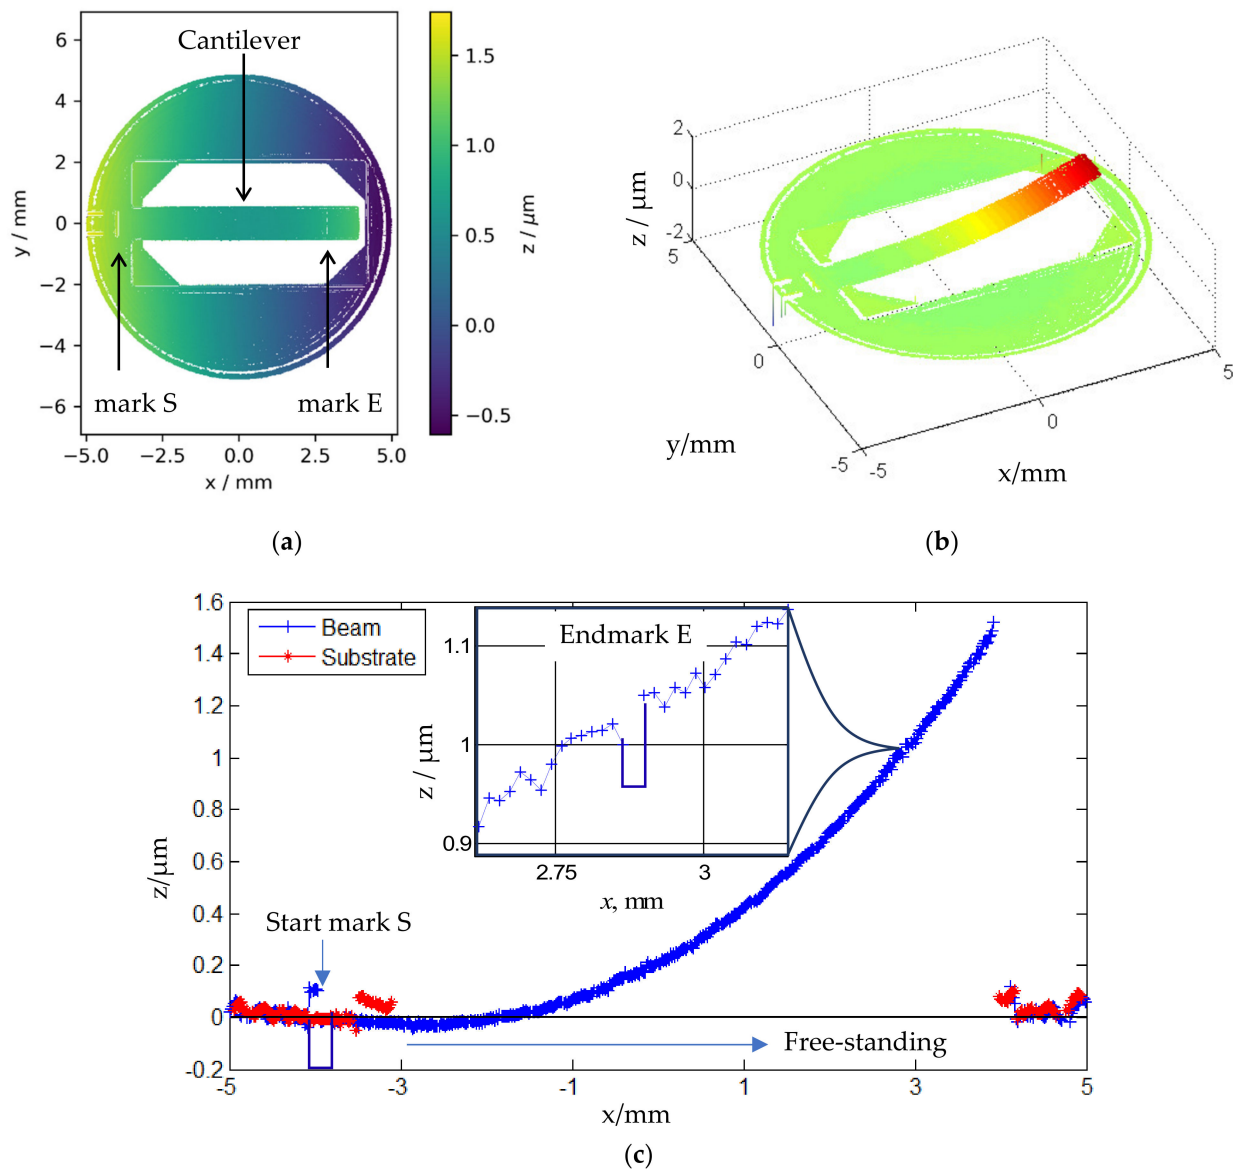 Cantilever
6
4
2
0
−2
−4
−6
y / mm
mark S
mark E
−5.0
−2.5
0.0
2.5
5.0
x / mm
1.5
1.0
0.5
0.0
−0.5
z / µm
(a)
2
0
-2
z / µm
5
0
-5
y/mm
-5
0
5
x/mm
(b)
1.6
1.4
1.2
1
0.8
0.6
0.4
0.2
0
-0.2
z/µm
Beam
Substrate
Endmark E
1.1
1
0.9
z / µm
2.75
3
x, mm
Start mark S
Free-standing
-5
-3
-1
1
3
5
x/mm
(c)